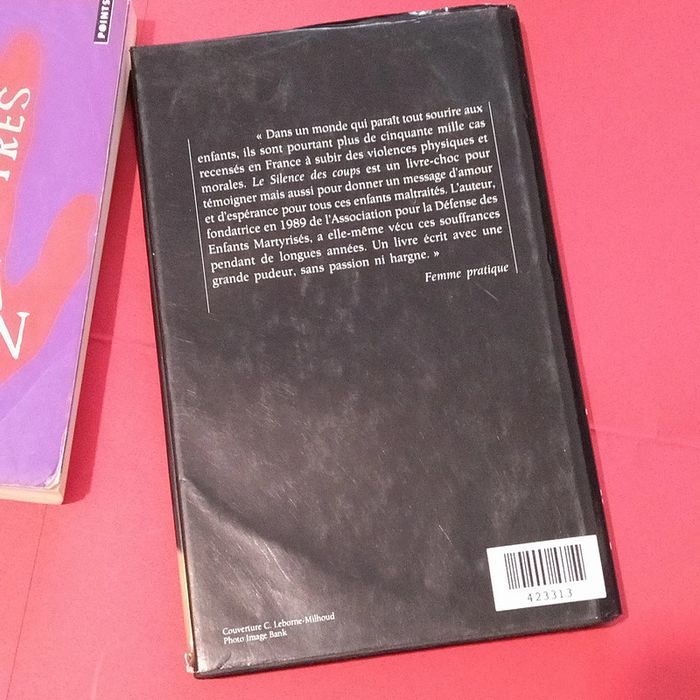 POINTS
TRES
« Dans un monde qui paraît tout sourire aux
enfants, ils sont pourtant plus de cinquante mille cas
recensés en France à subir des violences physiques et
morales. Le Silence des coups est un livre-choc pour
témoigner mais aussi pour donner un message d'amour
et d'espérance pour tous ces enfants maltraités. L'auteur,
fondatrice en 1989 de l'Association pour la Défense des
Enfants Martyrisés, a elle-même vécu ces souffrances
pendant de longues années. Un livre écrit avec une
grande pudeur, sans passion ni hargne. »
Femme pratique
423313
Couverture C. Leborne-Milhoud
Photo Image Bank